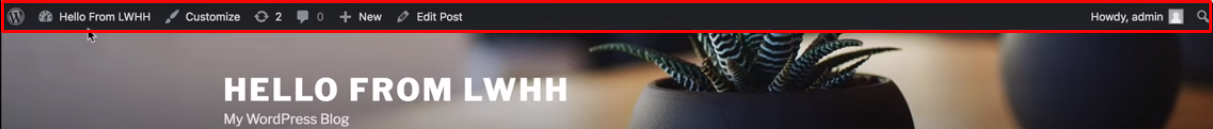 Hello From LWHH Customize 2 0 New Edit Post Howdy, admin
HELLO FROM LWHH
My WordPress Blog